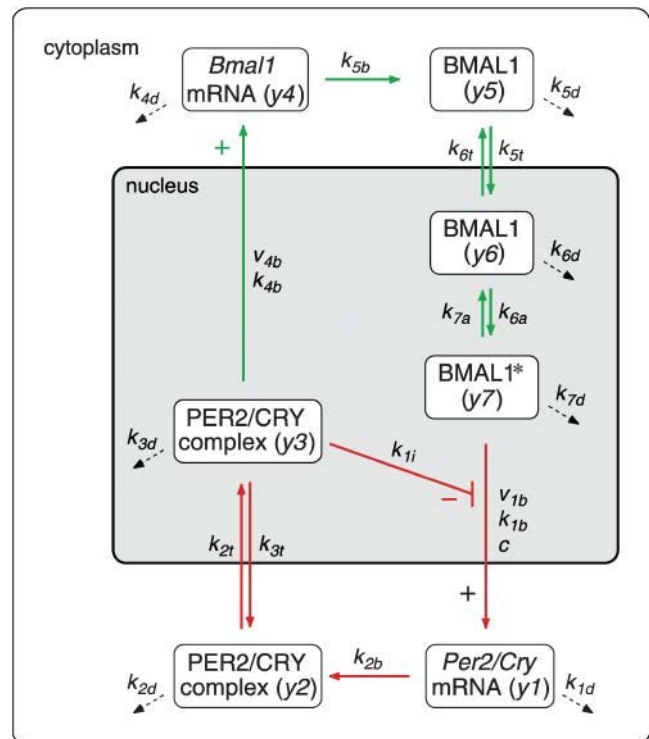 cytoplasm
Bmal1
mRNA (y4)
k5b
BMAL1
(y5)
k4d
k5d
+
k6t
k5t
nucleus
BMAL1
(y6)
k6d
v4b
k4b
k7a
k6a
BMAL1*
(y7)
k7d
PER2/CRY
complex (y3)
k3d
k1i
−
v1b
k1b
c
k2t
k3t
+
PER2/CRY
complex (y2)
k2b
Per2/Cry
mRNA (y1)
k2d
k1d